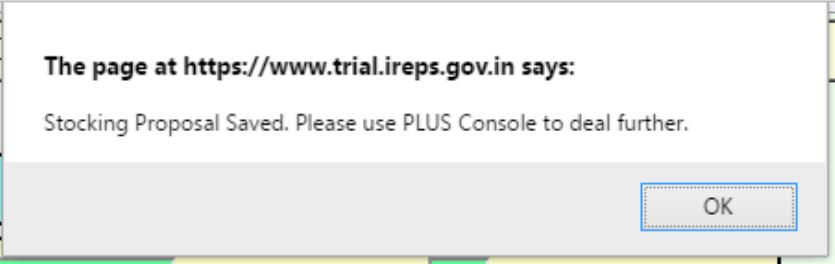 The page at https://www.trial.ireps.gov.in says:
Stocking Proposal Saved. Please use PLUS Console to deal further.
OK